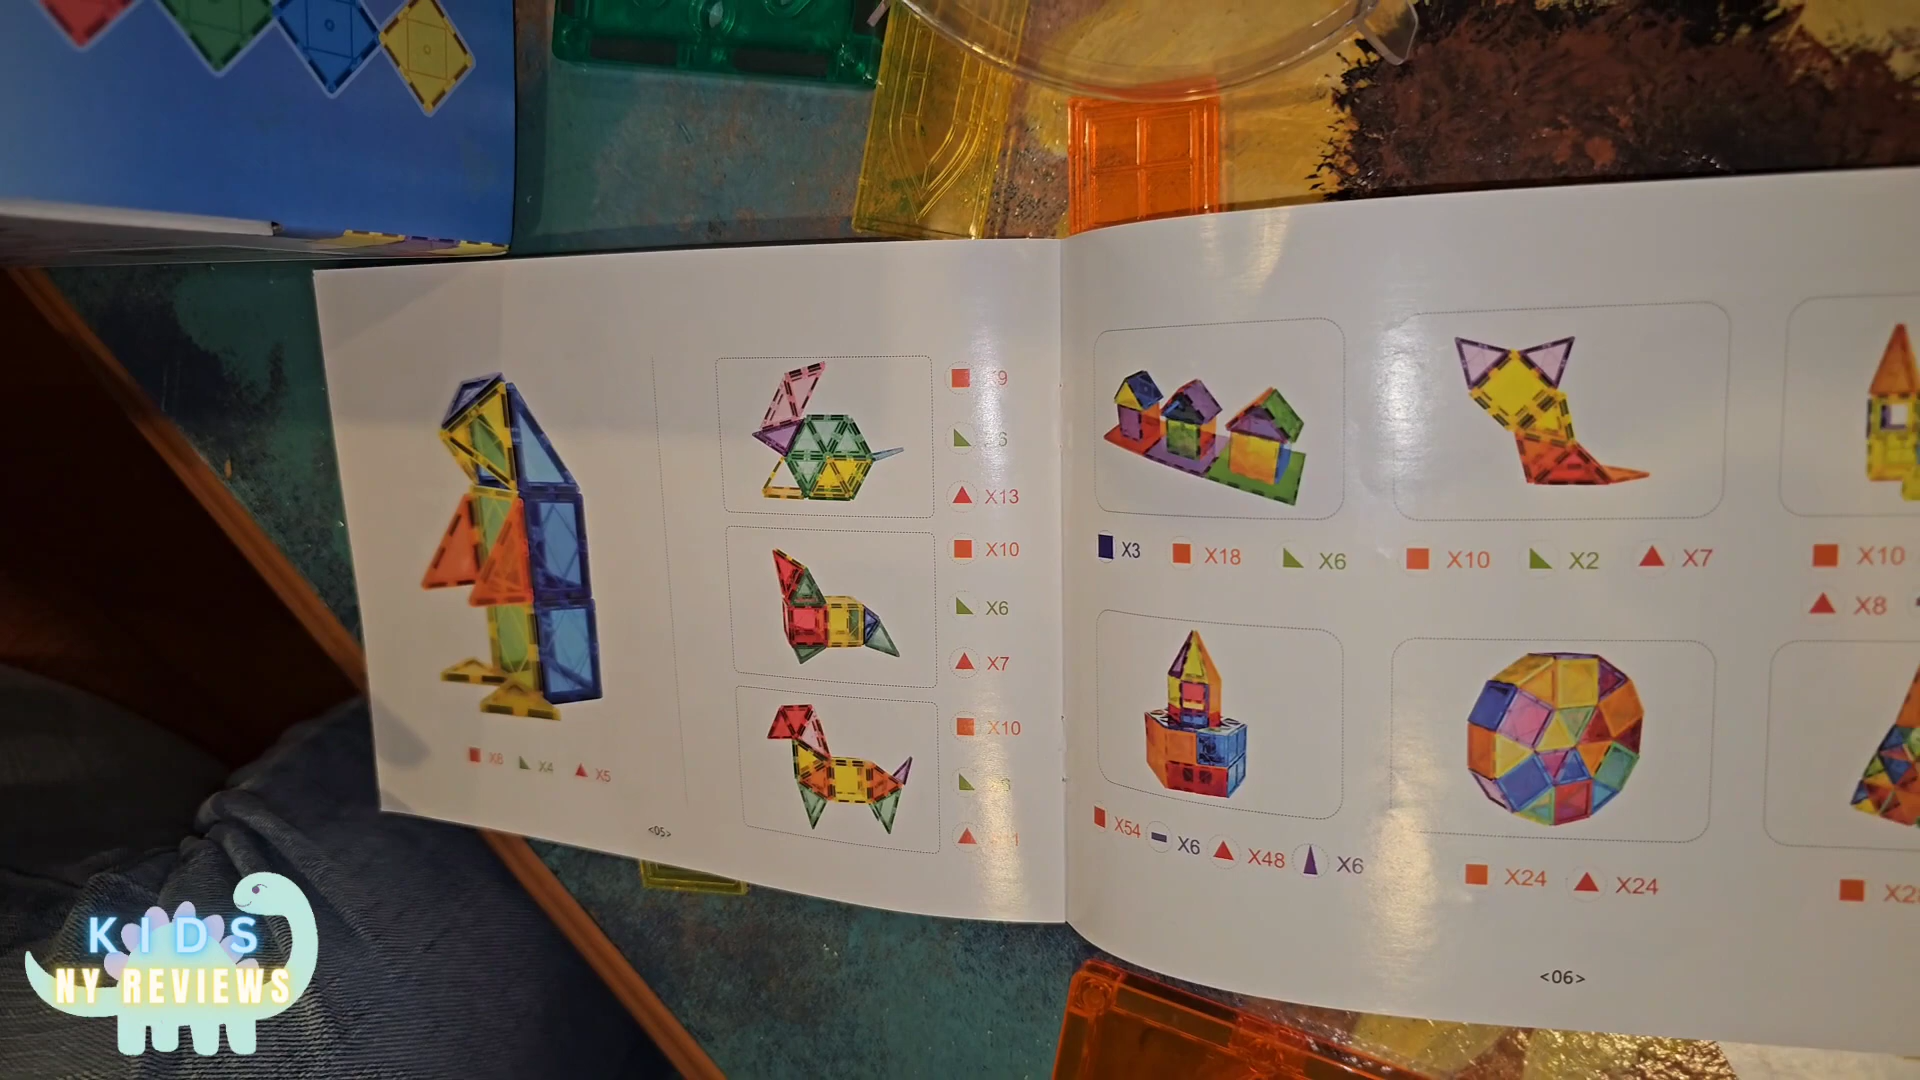 X9
X13
X10
X6
X7
X10
X4 X5
<05>
X3 X18 X6
X10 X2 X7
X10
X8
X54 X6 X48 X6
X24 X24
<06>
KIDS
NY REVIEWS